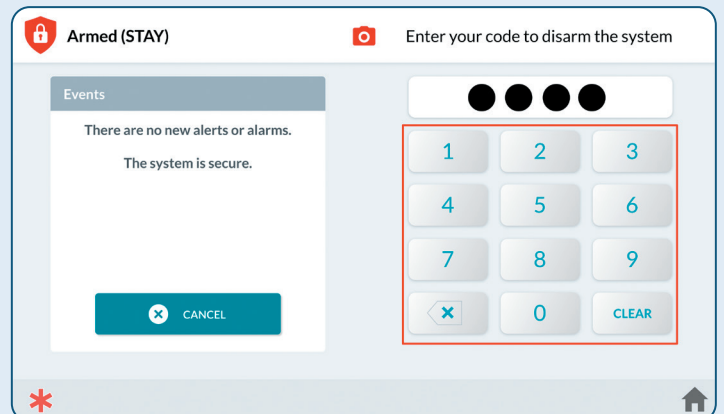 Armed (STAY)
Enter your code to disarm the system
Events
There are no new alerts or alarms.
The system is secure.
CANCEL
1 2 3
4 5 6
7 8 9
0 CLEAR